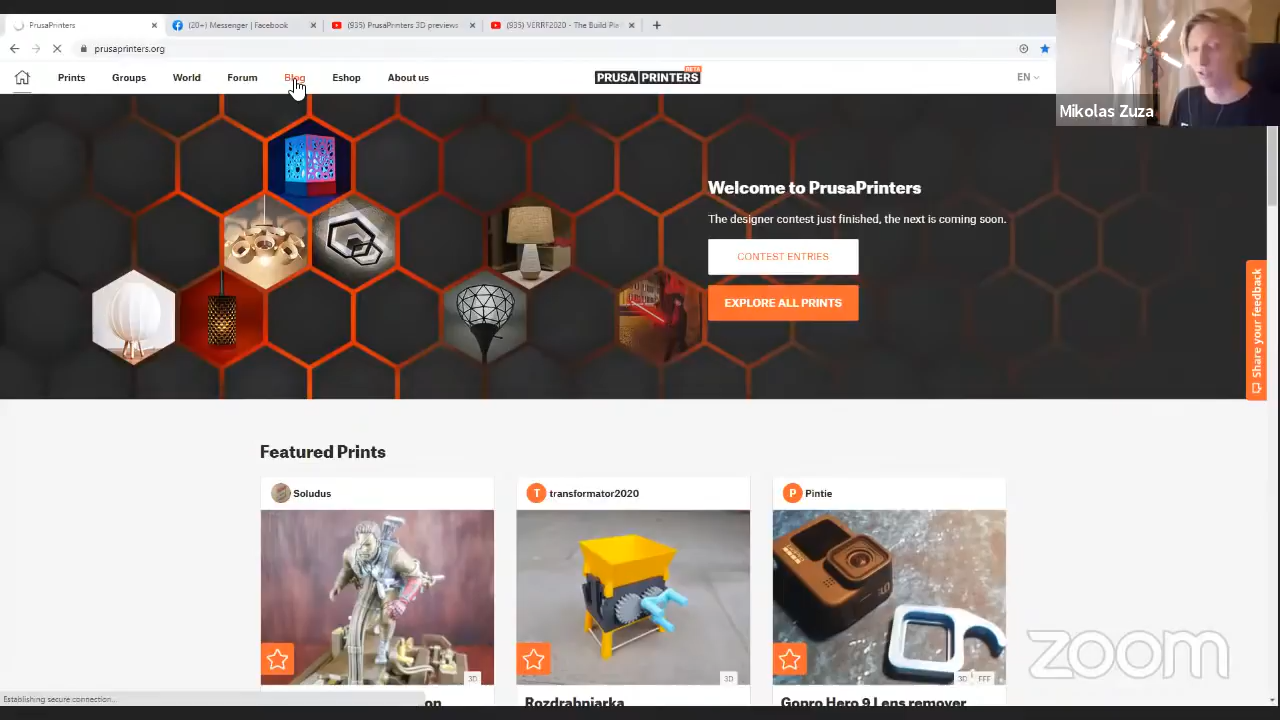 PrusaPrinters
(20+) Messenger | Facebook
(935) PrusaPrinters 3D previews
(935) VERRF2020 - The Build Pla
prusaprinters.org
Prints
Groups
World
Forum
Blog
Eshop
About us
PRUSA PRINTERS
BETA
EN
Mikolas Zuza
Welcome to PrusaPrinters
The designer contest just finished, the next is coming soon.
CONTEST ENTRIES
EXPLORE ALL PRINTS
Share your feedback
Featured Prints
Soludus
T transformator2020
P Pintie
3D
3D
3D FFF
on
Rozdrabniarka
Gopro Hero 9 Lens remover
Establishing secure connection...
zoom